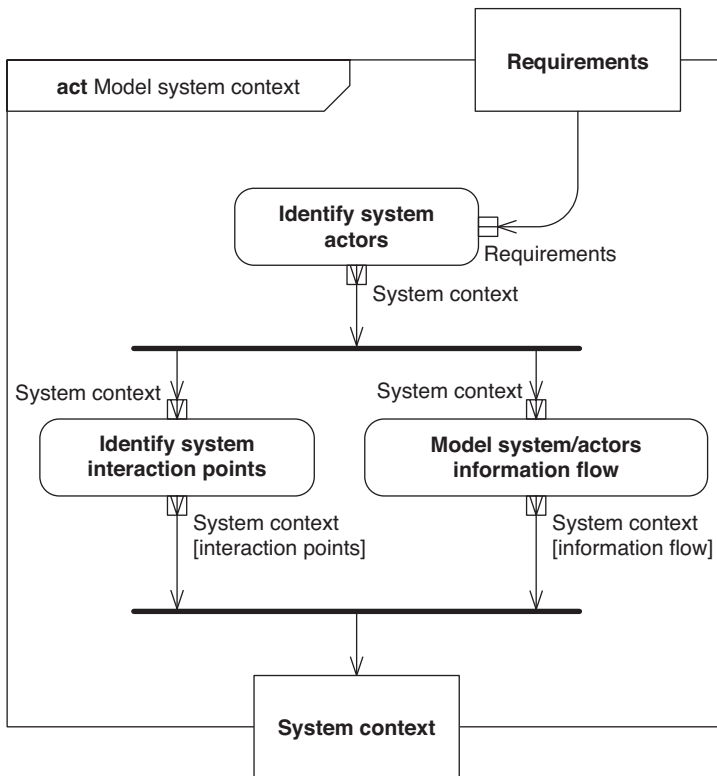 Requirements
act Model system context
Identify system
actors
Requirements
System context
System context
System context
Identify system
interaction points
Model system/actors
information flow
System context
[interaction points]
System context
[information flow]
System context